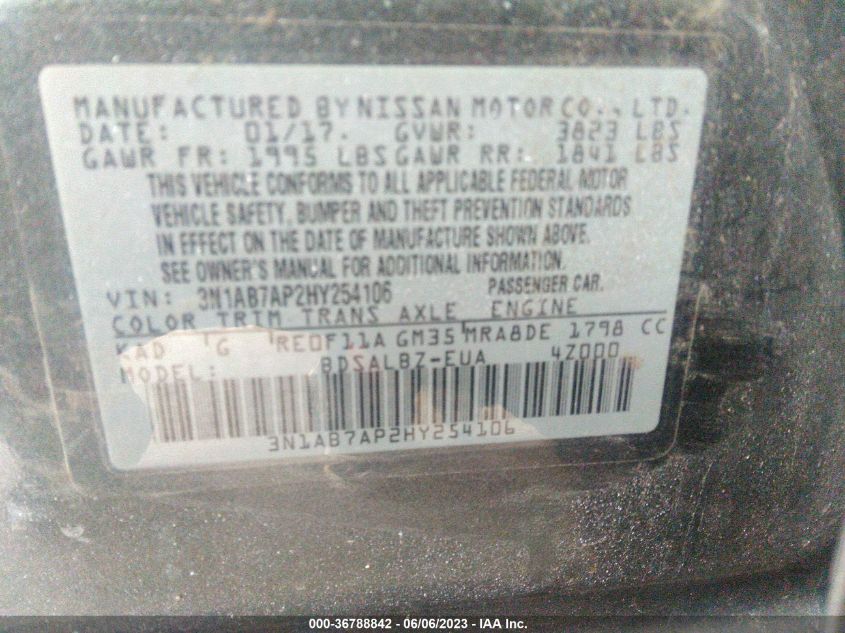 MANUFACTURED BY NISSAN MOTOR CO., LTD.
DATE: 01/17. GVWR: 3823 LBS
GAWR FR: 1995 LBS GAWR RR: 1841 LBS
THIS VEHICLE CONFORMS TO ALL APPLICABLE FEDERAL MOTOR
VEHICLE SAFETY, BUMPER AND THEFT PREVENTION STANDARDS
IN EFFECT ON THE DATE OF MANUFACTURE SHOWN ABOVE.
SEE OWNER'S MANUAL FOR ADDITIONAL INFORMATION.
VIN: 3N1AB7AP2HY254106 PASSENGER CAR.
COLOR TRIM TRANS AXLE ENGINE
KAD G RE0F11A GM35 MRA8DE 1798 CC
MODEL: BDSALBZ-EUA 4Z000
3N1AB7AP2HY254106
000-36788842 - 06/06/2023 - IAA Inc.